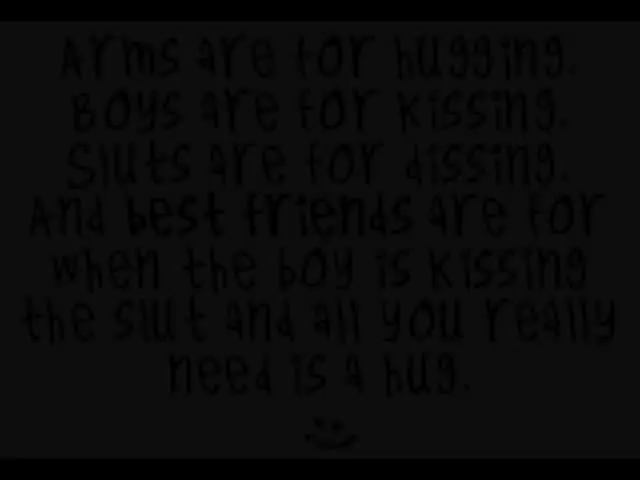 Arms are for hugging.
Boys are for kissing.
Sluts are for dissing.
And best friends are for
when the boy is kissing
the slut and all you really
need is a hug.